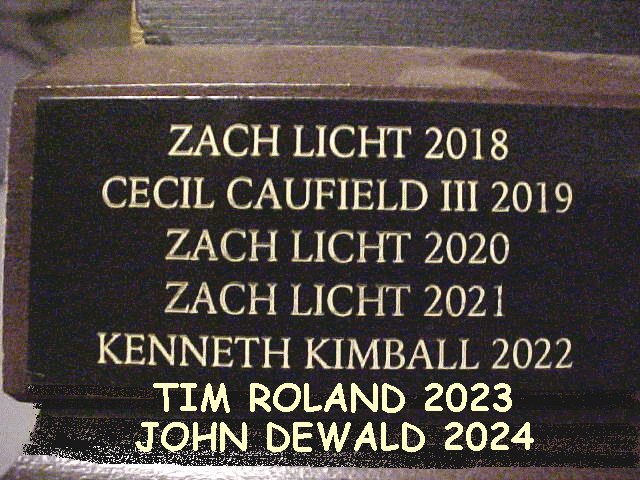 ZACH LICHT 2018
CECIL CAUFIELD III 2019
ZACH LICHT 2020
ZACH LICHT 2021
KENNETH KIMBALL 2022
TIM ROLAND 2023
JOHN DEWALD 2024